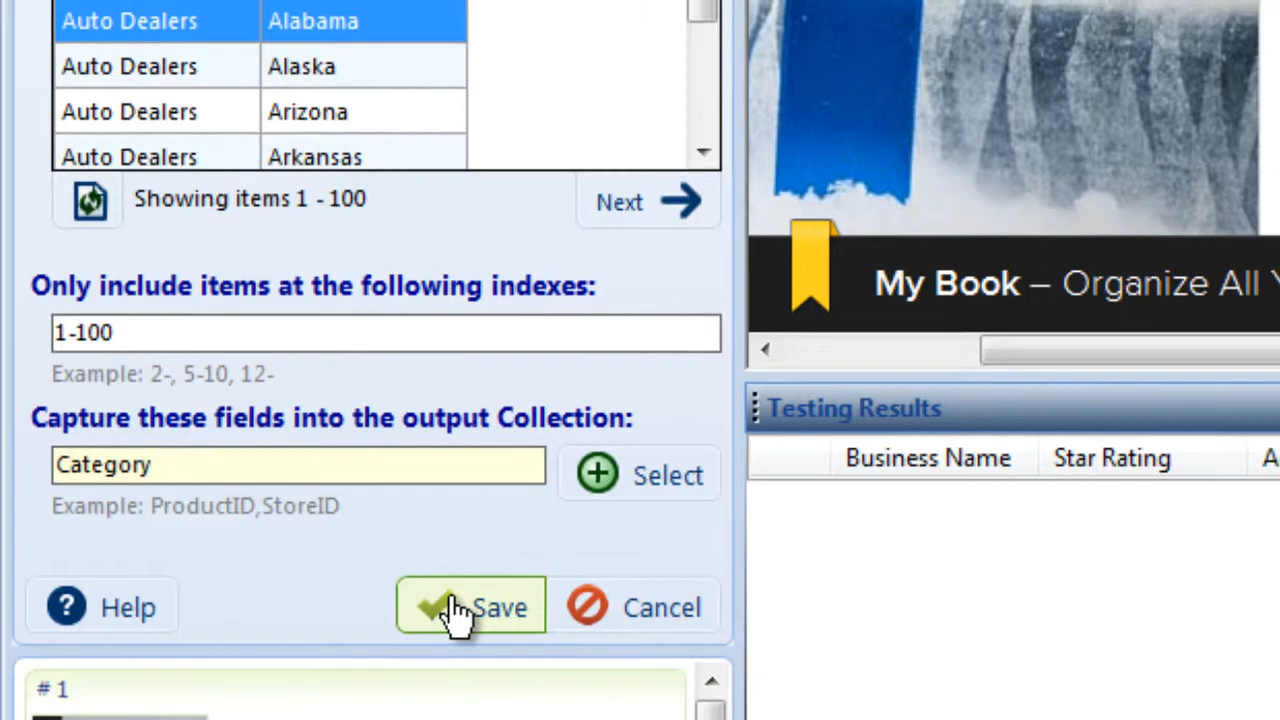 Auto Dealers Alabama
Auto Dealers Alaska
Auto Dealers Arizona
Auto Dealers Arkansas
Showing items 1 - 100
Next
Only include items at the following indexes:
1-100
Example: 2-, 5-10, 12-
Capture these fields into the output Collection:
Category
Select
Example: ProductID,StoreID
Help
Save
Cancel
# 1
My Book – Organize All
Testing Results
Business Name Star Rating